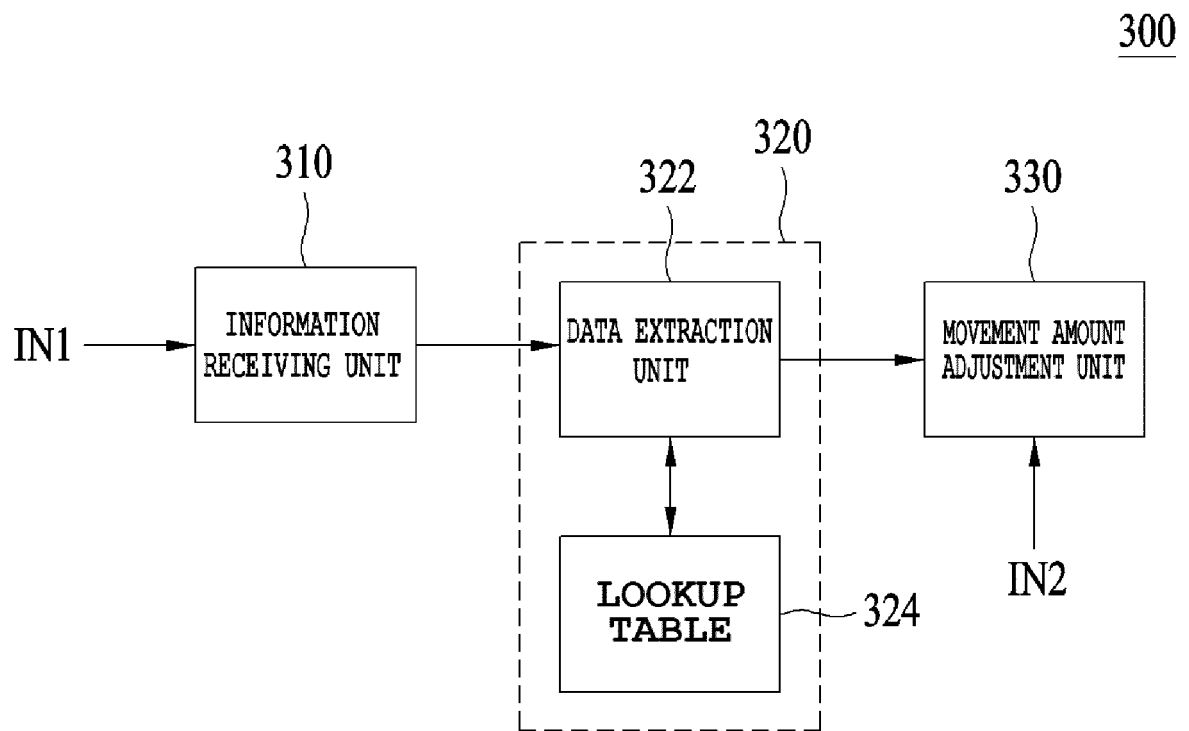 300
320
310
322
330
INFORMATION
RECEIVING UNIT
DATA EXTRACTION
UNIT
MOVEMENT AMOUNT
ADJUSTMENT UNIT
IN1
LOOKUP
TABLE
324
IN2